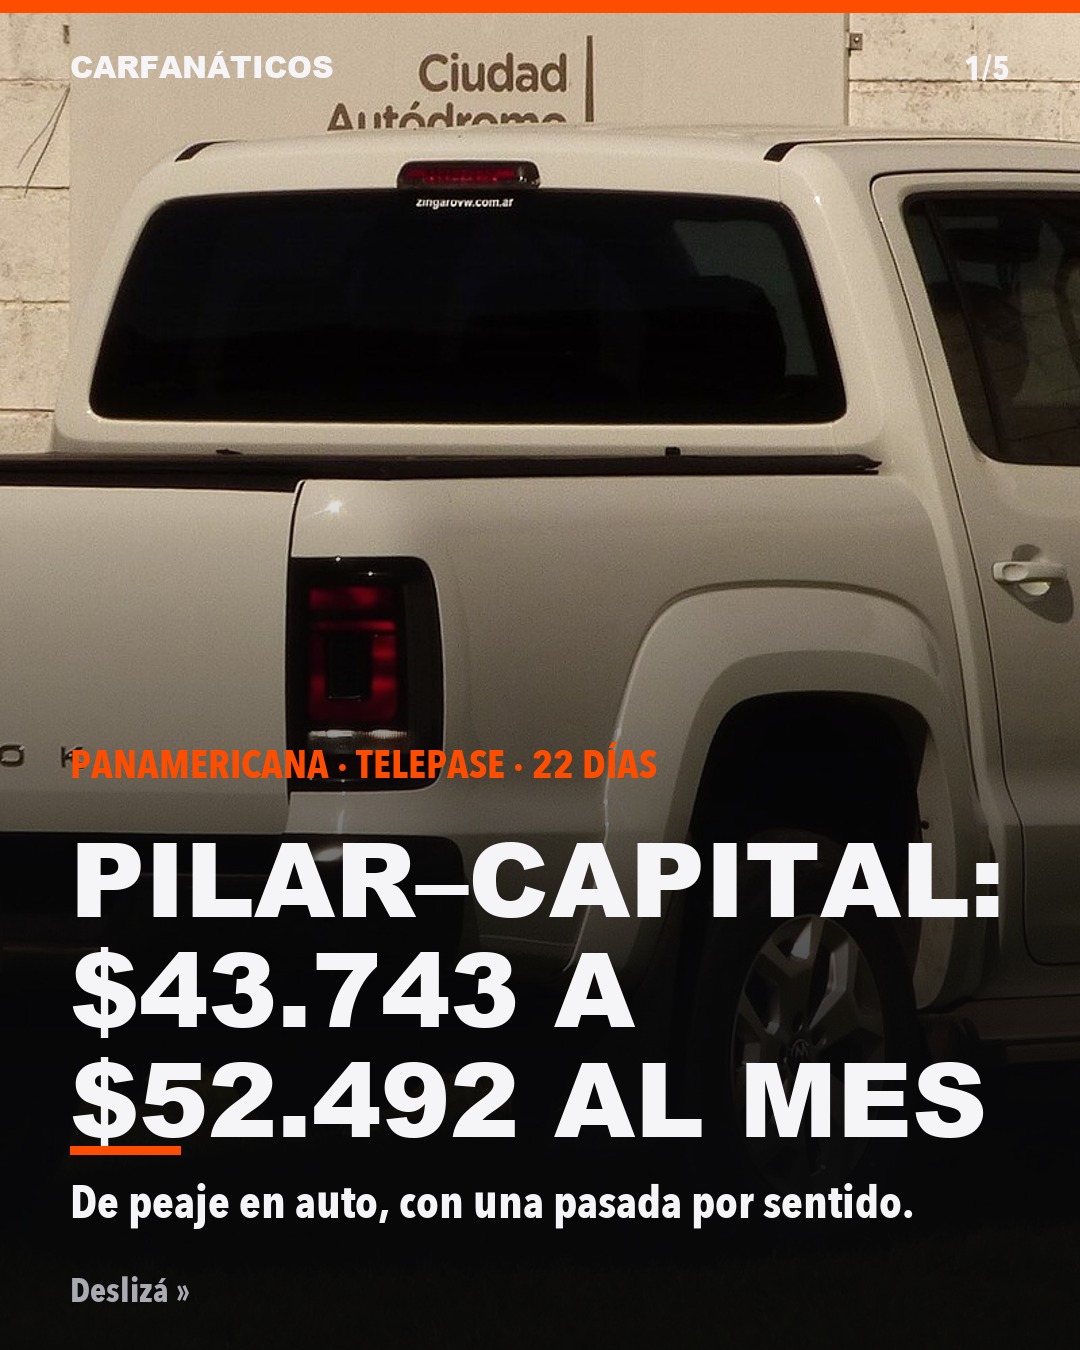 CARFANÁTICOS
1/5
Ciudad
Autódromo
zingarovw.com.ar
O K
PANAMERICANA · TELEPASE · 22 DÍAS
PILAR–CAPITAL:
$43.743 A
$52.492 AL MES
De peaje en auto, con una pasada por sentido.
Deslizá »